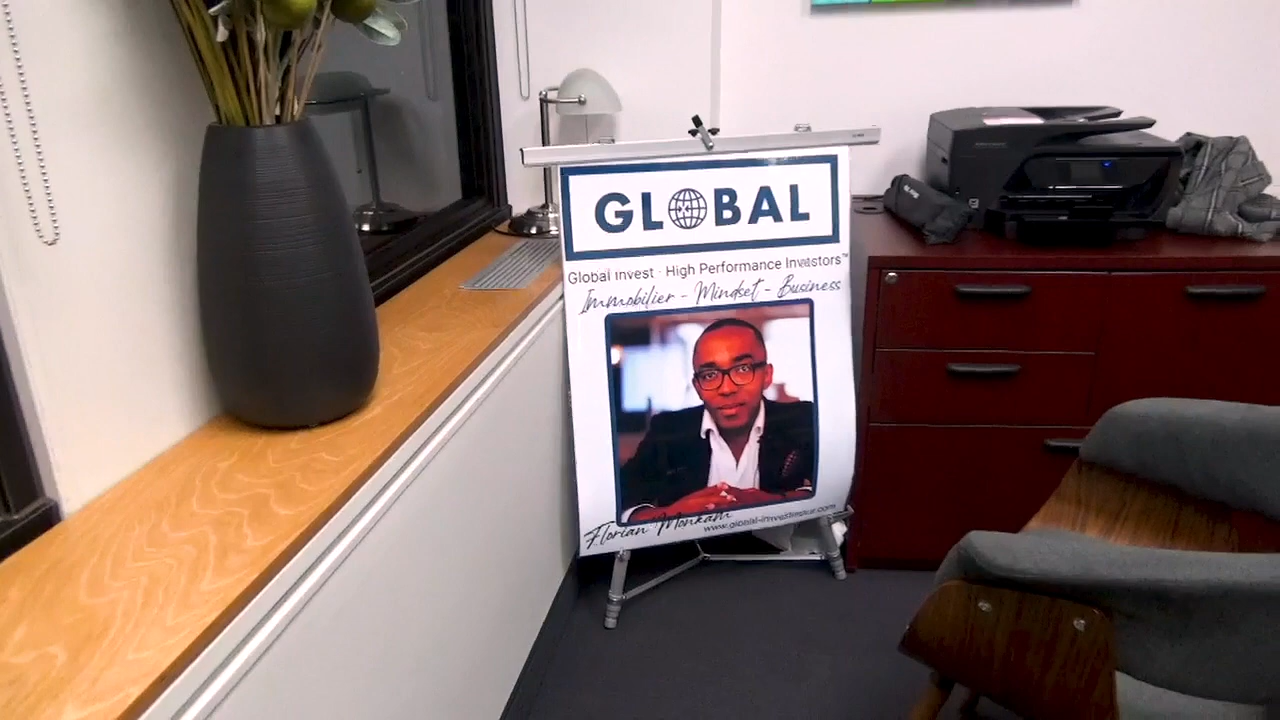 GLOBAL
Global Invest · High Performance Investors™
Immobilier - Mindset - Business
Florian Monkam
www.global-investisseur.com